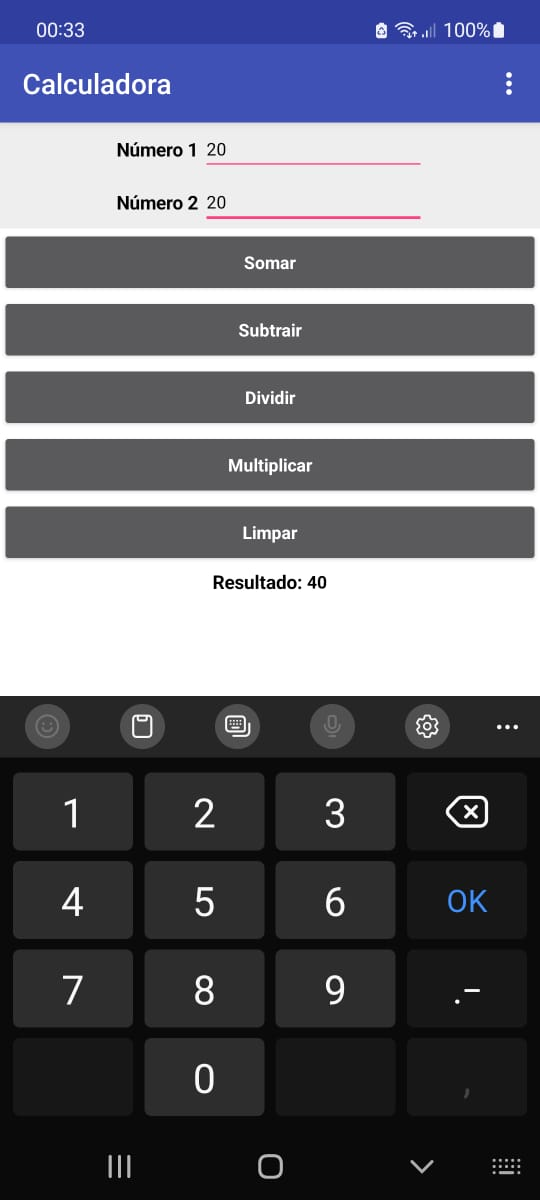 00:33 100%
Calculadora
Número 1 20
Número 2 20
Somar
Subtrair
Dividir
Multiplicar
Limpar
Resultado: 40
1 2 3
4 5 6 OK
7 8 9 .-
0 ,